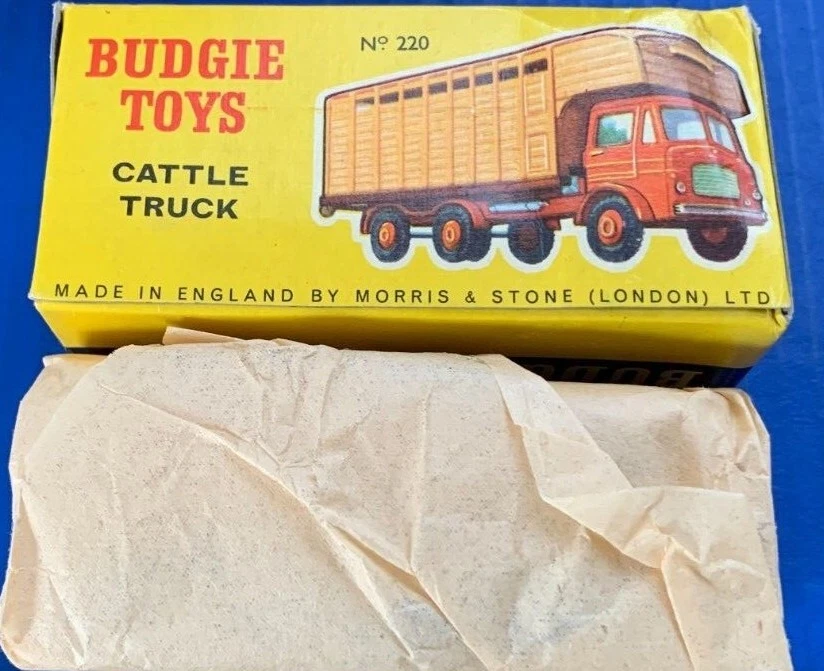 BUDGIE
TOYS
Nº 220
CATTLE
TRUCK
MADE IN ENGLAND BY MORRIS & STONE (LONDON) LTD